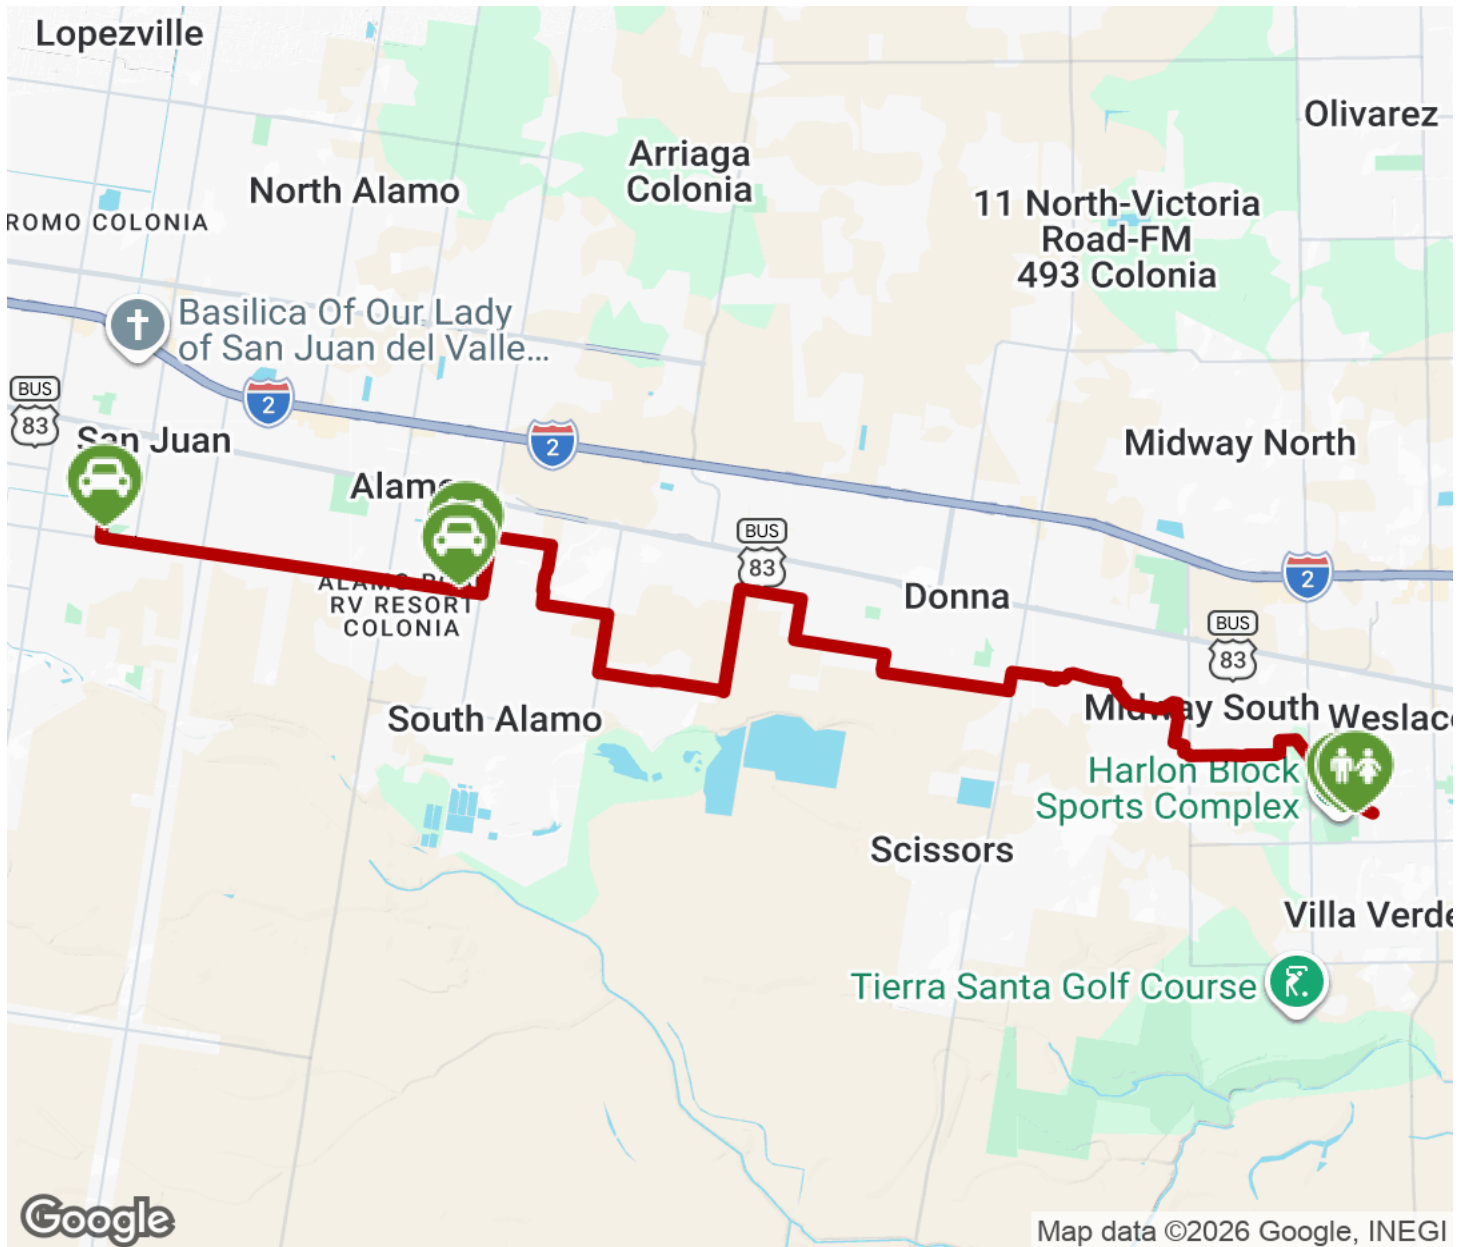 Lopezville
Olivarez
Arriaga
Colonia
North Alamo
11 North-Victoria
Road-FM
493 Colonia
ROMO COLONIA
Basilica Of Our Lady
of San Juan del Valle...
BUS
83
2
2
San Juan
Midway North
Alamo
BUS
83
2
Donna
ALAMO
RV RESORT
COLONIA
BUS
83
South Alamo
Midway South
Weslaco
Harlon Block
Sports Complex
Scissors
Villa Verde
Tierra Santa Golf Course
Google
Map data ©2026 Google, INEGI